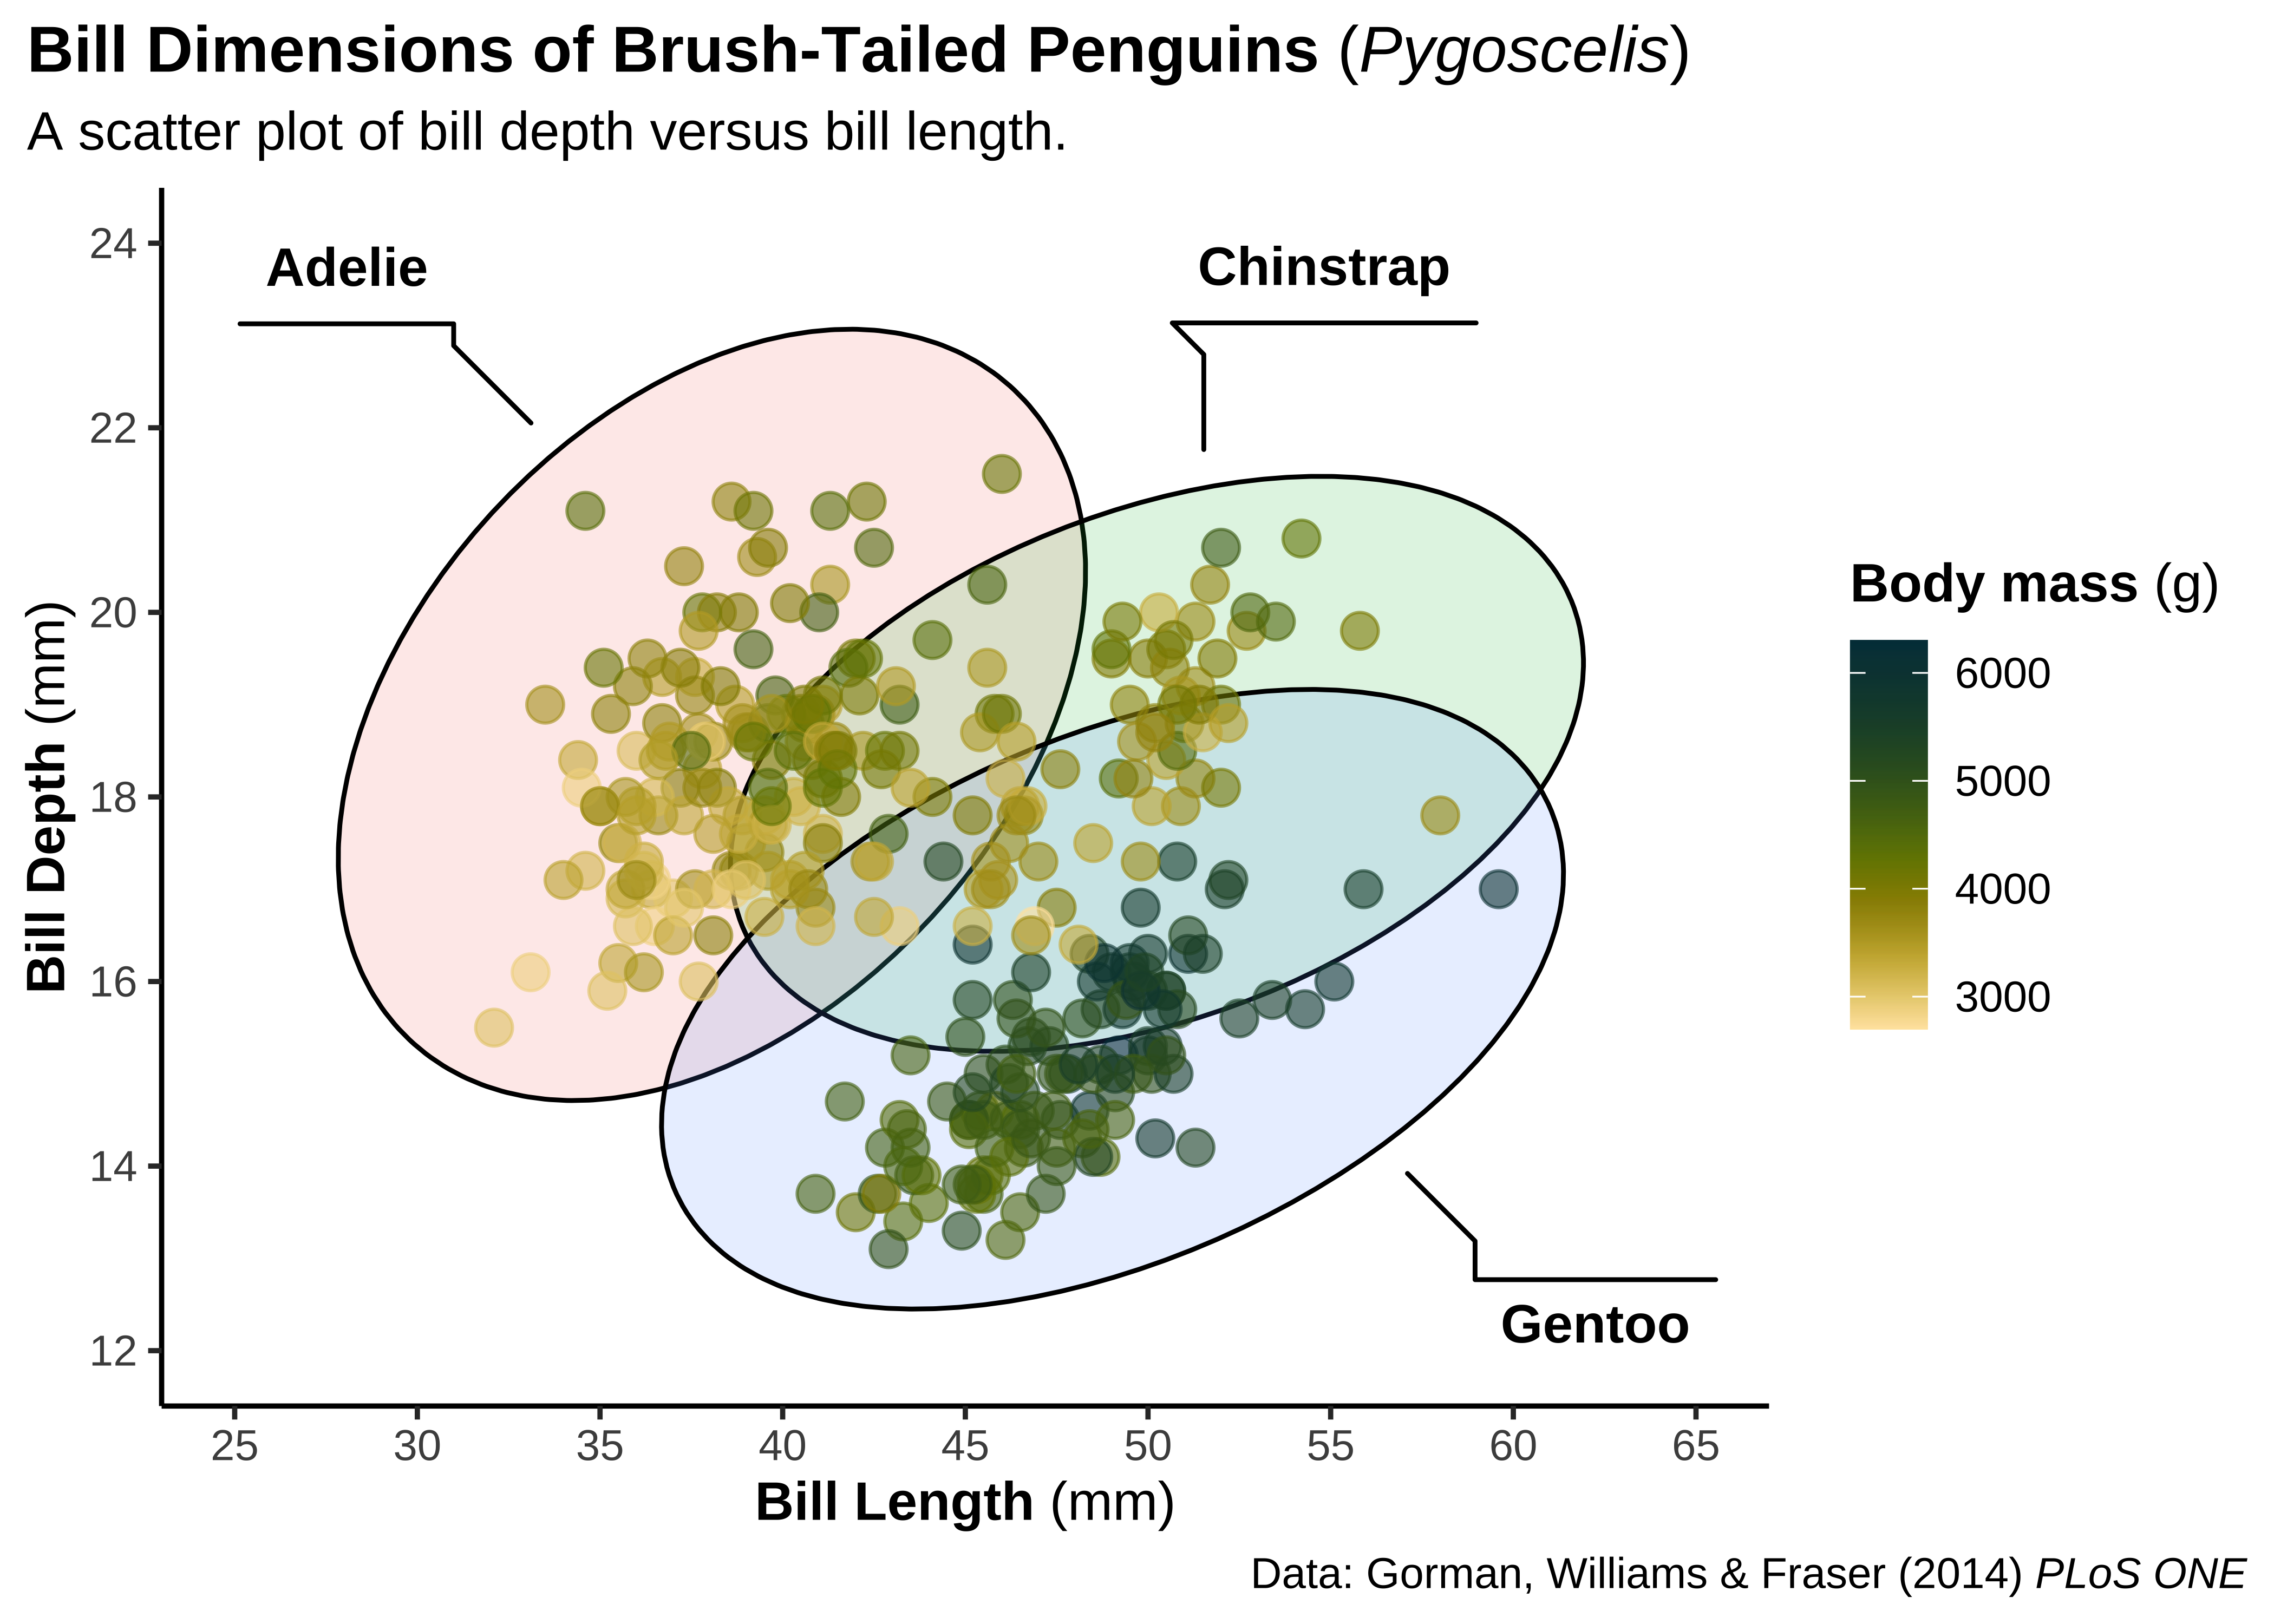 Bill Dimensions of Brush-Tailed Penguins (Pygoscelis)
A scatter plot of bill depth versus bill length.
Adelie
Chinstrap
Gentoo
Bill Depth (mm)
24
22
20
18
16
14
12
25 30 35 40 45 50 55 60 65
Bill Length (mm)
Body mass (g)
6000
5000
4000
3000
Data: Gorman, Williams & Fraser (2014) PLoS ONE